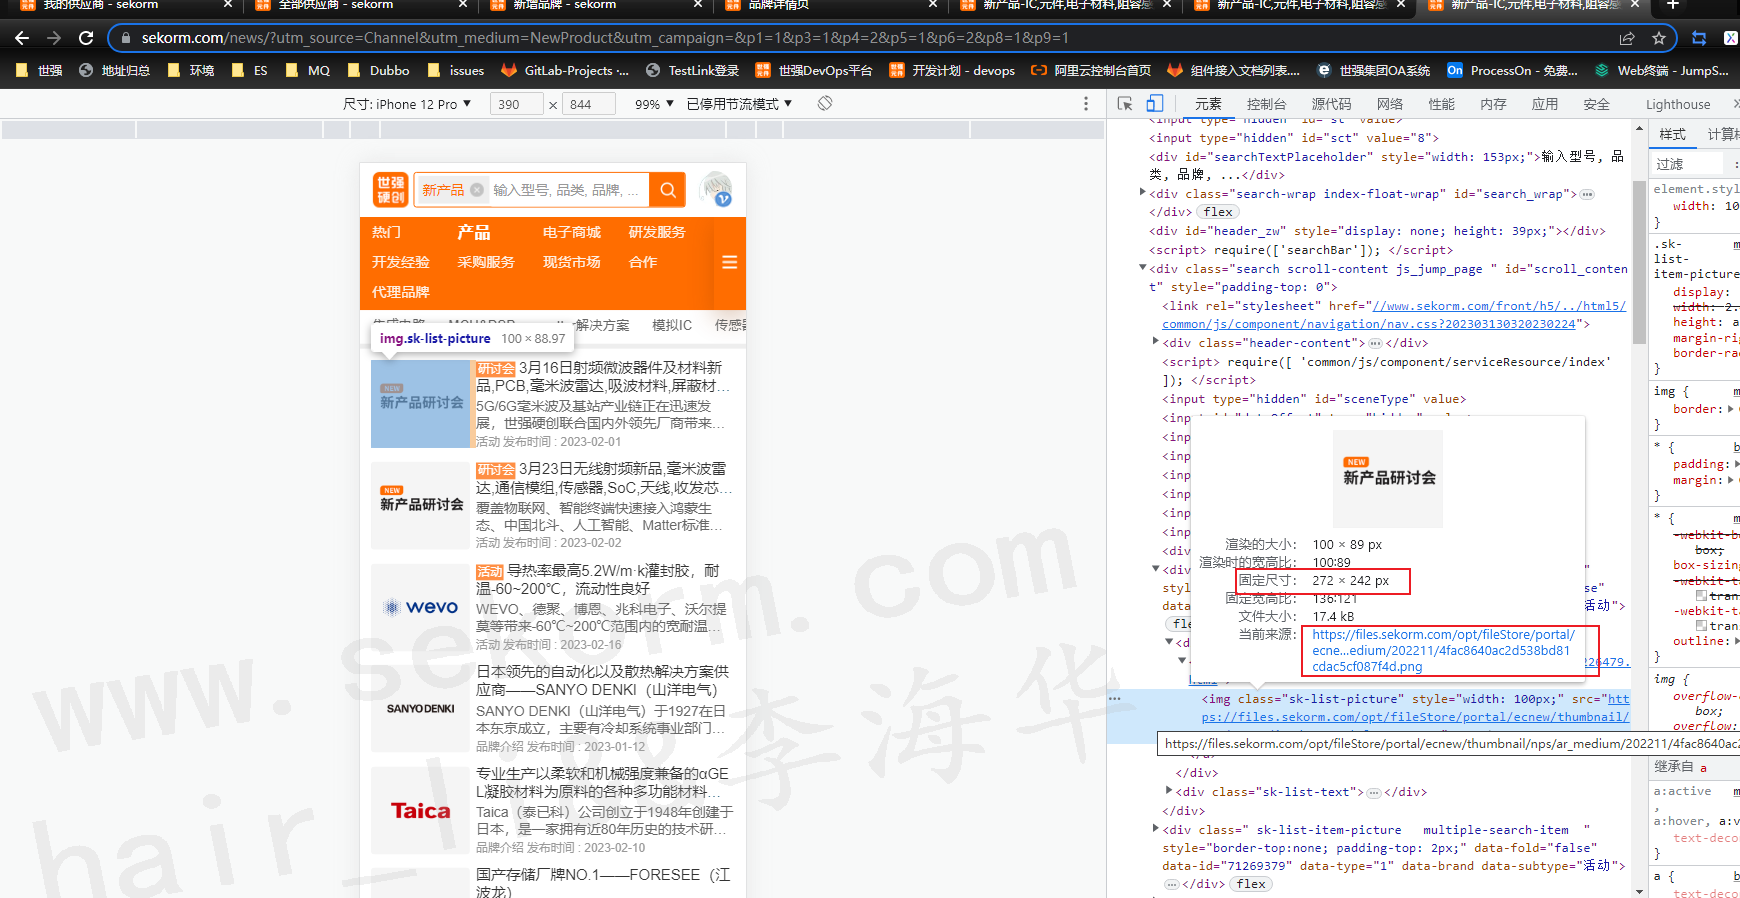 我的供应商 - sekorm
全部供应商 - sekorm
新增品牌 - sekorm
品牌详情页
新产品-IC,元件,电子材料,阻容感
新产品-IC,元件,电子材料,阻容感
新产品-IC,元件,电子材料,阻容感
sekorm.com/news/?utm_source=Channel&utm_medium=NewProduct&utm_campaign=&p1=1&p3=1&p4=2&p5=1&p6=2&p8=1&p9=1
世强
地址归总
环境
ES
MQ
Dubbo
issues
GitLab-Projects ·...
TestLink登录
世强DevOps平台
开发计划 - devops
阿里云控制台首页
组件接入文档列表....
世强集团OA系统
On ProcessOn - 免费...
Web终端 - JumpS...
尺寸: iPhone 12 Pro ▼ 390 × 844 99% ▼ 已停用节流模式 ▼
元素 控制台 源代码 网络 性能 内存 应用 安全 Lighthouse
世强硬创 新产品 输入型号, 品类, 品牌, ...
热门 产品 电子商城 研发服务
开发经验 采购服务 现货市场 合作
代理品牌
解决方案 模拟IC 传感器
img.sk-list-picture 100 × 88.97
NEW
新产品研讨会
研讨会 3月16日射频微波器件及材料新
品,PCB,毫米波雷达,吸波材料,屏蔽材...
5G/6G毫米波及基站产业链正在迅速发
展，世强硬创联合国内外领先厂商带来...
活动 发布时间 : 2023-02-01
NEW
新产品研讨会
研讨会 3月23日无线射频新品,毫米波雷
达,通信模组,传感器,SoC,天线,收发芯...
覆盖物联网、智能终端快速接入鸿蒙生
态、中国北斗、人工智能、Matter标准...
活动 发布时间 : 2023-02-02
wevo
活动 导热率最高5.2W/m·k灌封胶，耐
温-60~200℃，流动性良好
WEVO、德聚、博恩、兆科电子、沃尔提
莫等带来-60℃~200℃范围内的宽耐温...
活动 发布时间 : 2023-02-16
SANYO DENKI
日本领先的自动化以及散热解决方案供
应商——SANYO DENKI（山洋电气）
SANYO DENKI（山洋电气）于1927在日
本东京成立，主要有冷却系统事业部门...
品牌介绍 发布时间 : 2023-01-12
Taica
专业生产以柔软和机械强度兼备的αGE
L凝胶材料为原料的各种多功能材料...
Taica（泰已科）公司创立于1948年创建于
日本，是一家拥有近80年历史的技术研...
品牌介绍 发布时间 : 2023-02-10
国产存储厂牌NO.1——FORESEE（江
波龙）
www.sekorm.com
hair_li@李海华
<input type="hidden" id="st" value>
<input type="hidden" id="sct" value="8">
<div id="searchTextPlaceholder" style="width: 153px;">输入型号, 品
类, 品牌, ...</div>
<div class="search-wrap index-float-wrap" id="search_wrap">
</div> flex
<div id="header_zw" style="display: none; height: 39px;"></div>
<script> require(['searchBar']); </script>
<div class="search scroll-content js_jump_page " id="scroll_conten
t" style="padding-top: 0">
<link rel="stylesheet" href="//www.sekorm.com/front/h5/../html5/
common/js/component/navigation/nav.css?202303130320230224">
<div class="header-content"></div>
<script> require([ 'common/js/component/serviceResource/index'
]); </script>
<input type="hidden" id="sceneType" value>
<inp
<inp
<inp
<inp
<inp
<inp
<div
NEW
新产品研讨会
渲染的大小: 100 × 89 px
渲染时的宽高比: 100:89
固定尺寸: 272 × 242 px
固定宽高比: 136:121
文件大小: 17.4 kB
当前来源: https://files.sekorm.com/opt/fileStore/portal/
ecne...edium/202211/4fac8640ac2d538bd81
cdac5cf087f4d.png
<img class="sk-list-picture" style="width: 100px;" src="htt
ps://files.sekorm.com/opt/fileStore/portal/ecnew/thumbnail/
https://files.sekorm.com/opt/fileStore/portal/ecnew/thumbnail/nps/ar_medium/202211/4fac8640ac2
</div>
<div class="sk-list-text"></div>
</div>
<div class=" sk-list-item-picture multiple-search-item "
style="border-top:none; padding-top: 2px;" data-fold="false"
data-id="71269379" data-type="1" data-brand data-subtype="活动">
</div> flex
样式 计算样
过滤
element.styl
width: 10
}
.sk-
list-
item-picture
display:
width: 2.
height: a
margin-rig
border-rad
}
img {
border:
}
* {
padding:
margin:
}
* {
-webkit-b
box;
box-sizing
-webkit-t
tran
-webkit-ta
tran
outline:
}
img {
overflow-
box;
overflow:
继承自 a
a:active
,
a:hover, a:v
text-deco
}
a {
text-deco